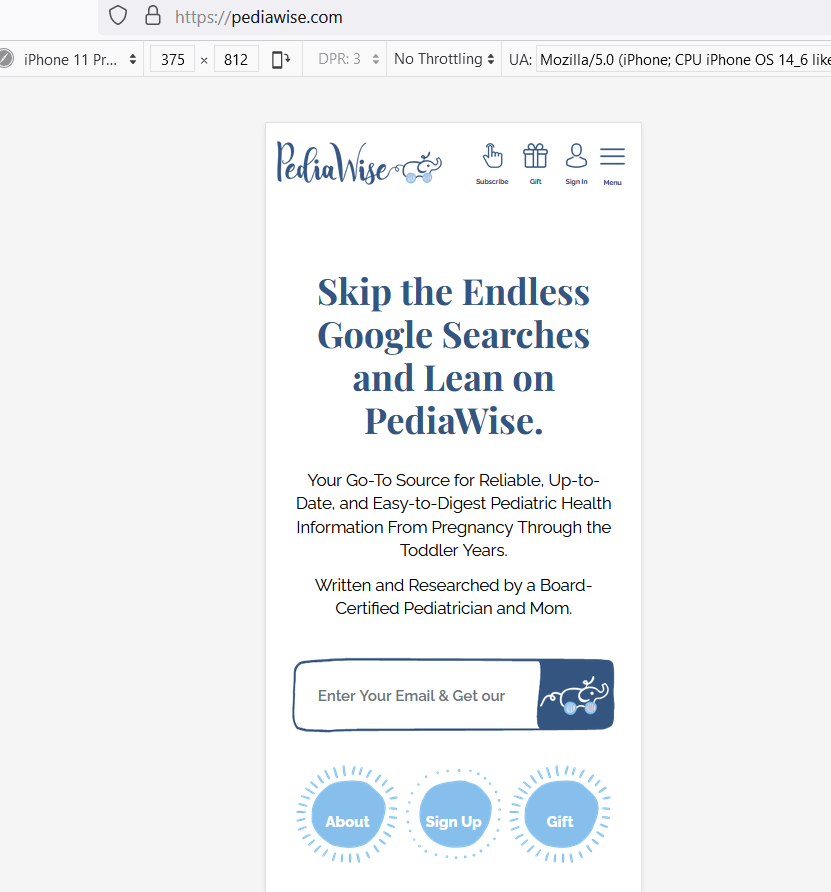 https://pediawise.com
iPhone 11 Pr... 375 × 812 DPR: 3 No Throttling UA: Mozilla/5.0 (iPhone; CPU iPhone OS 14_6 like
PediaWise
Subscribe Gift Sign In Menu
Skip the Endless
Google Searches
and Lean on
PediaWise.
Your Go-To Source for Reliable, Up-to-
Date, and Easy-to-Digest Pediatric Health
Information From Pregnancy Through the
Toddler Years.
Written and Researched by a Board-
Certified Pediatrician and Mom.
Enter Your Email & Get our
About Sign Up Gift